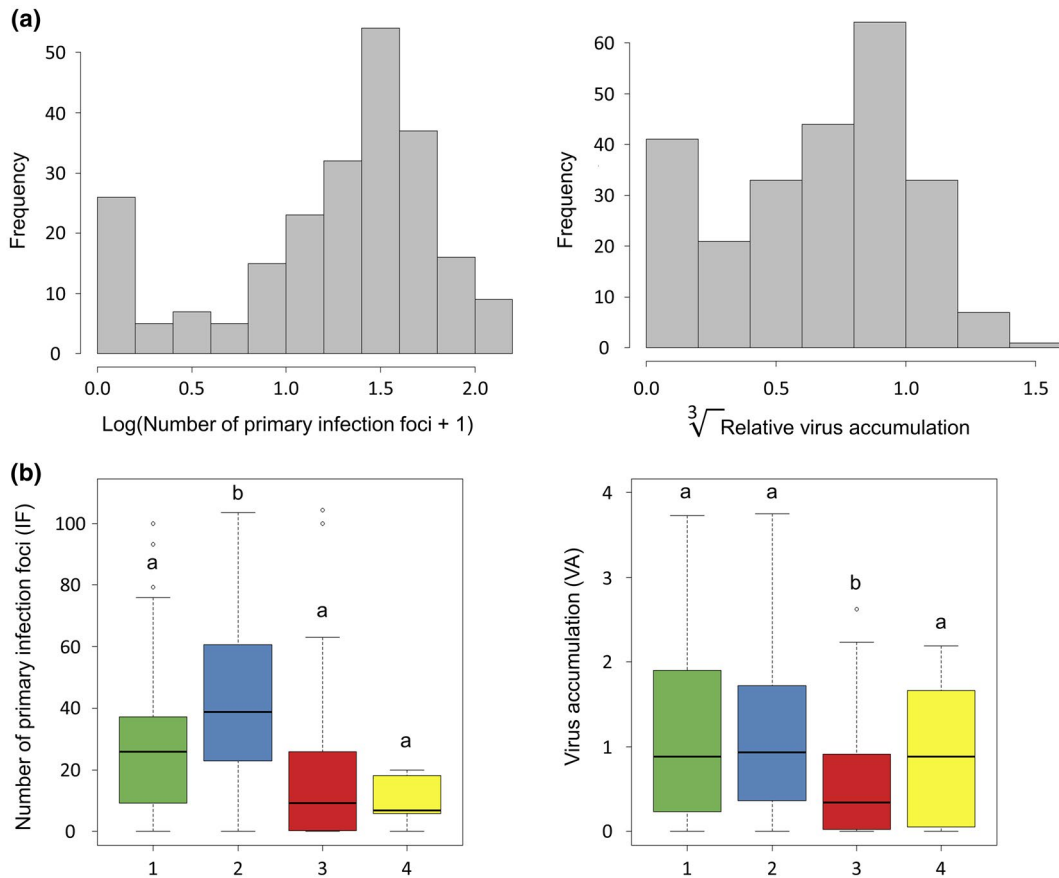 (a)
Frequency
50
40
30
20
10
0
0.0 0.5 1.0 1.5 2.0
Log(Number of primary infection foci + 1)
Frequency
60
50
40
30
20
10
0
0.0 0.5 1.0 1.5
∛Relative virus accumulation
(b)
Number of primary infection foci (IF)
100
80
60
40
20
0
a b a a
1 2 3 4
Virus accumulation (VA)
4
3
2
1
0
a a b a
1 2 3 4